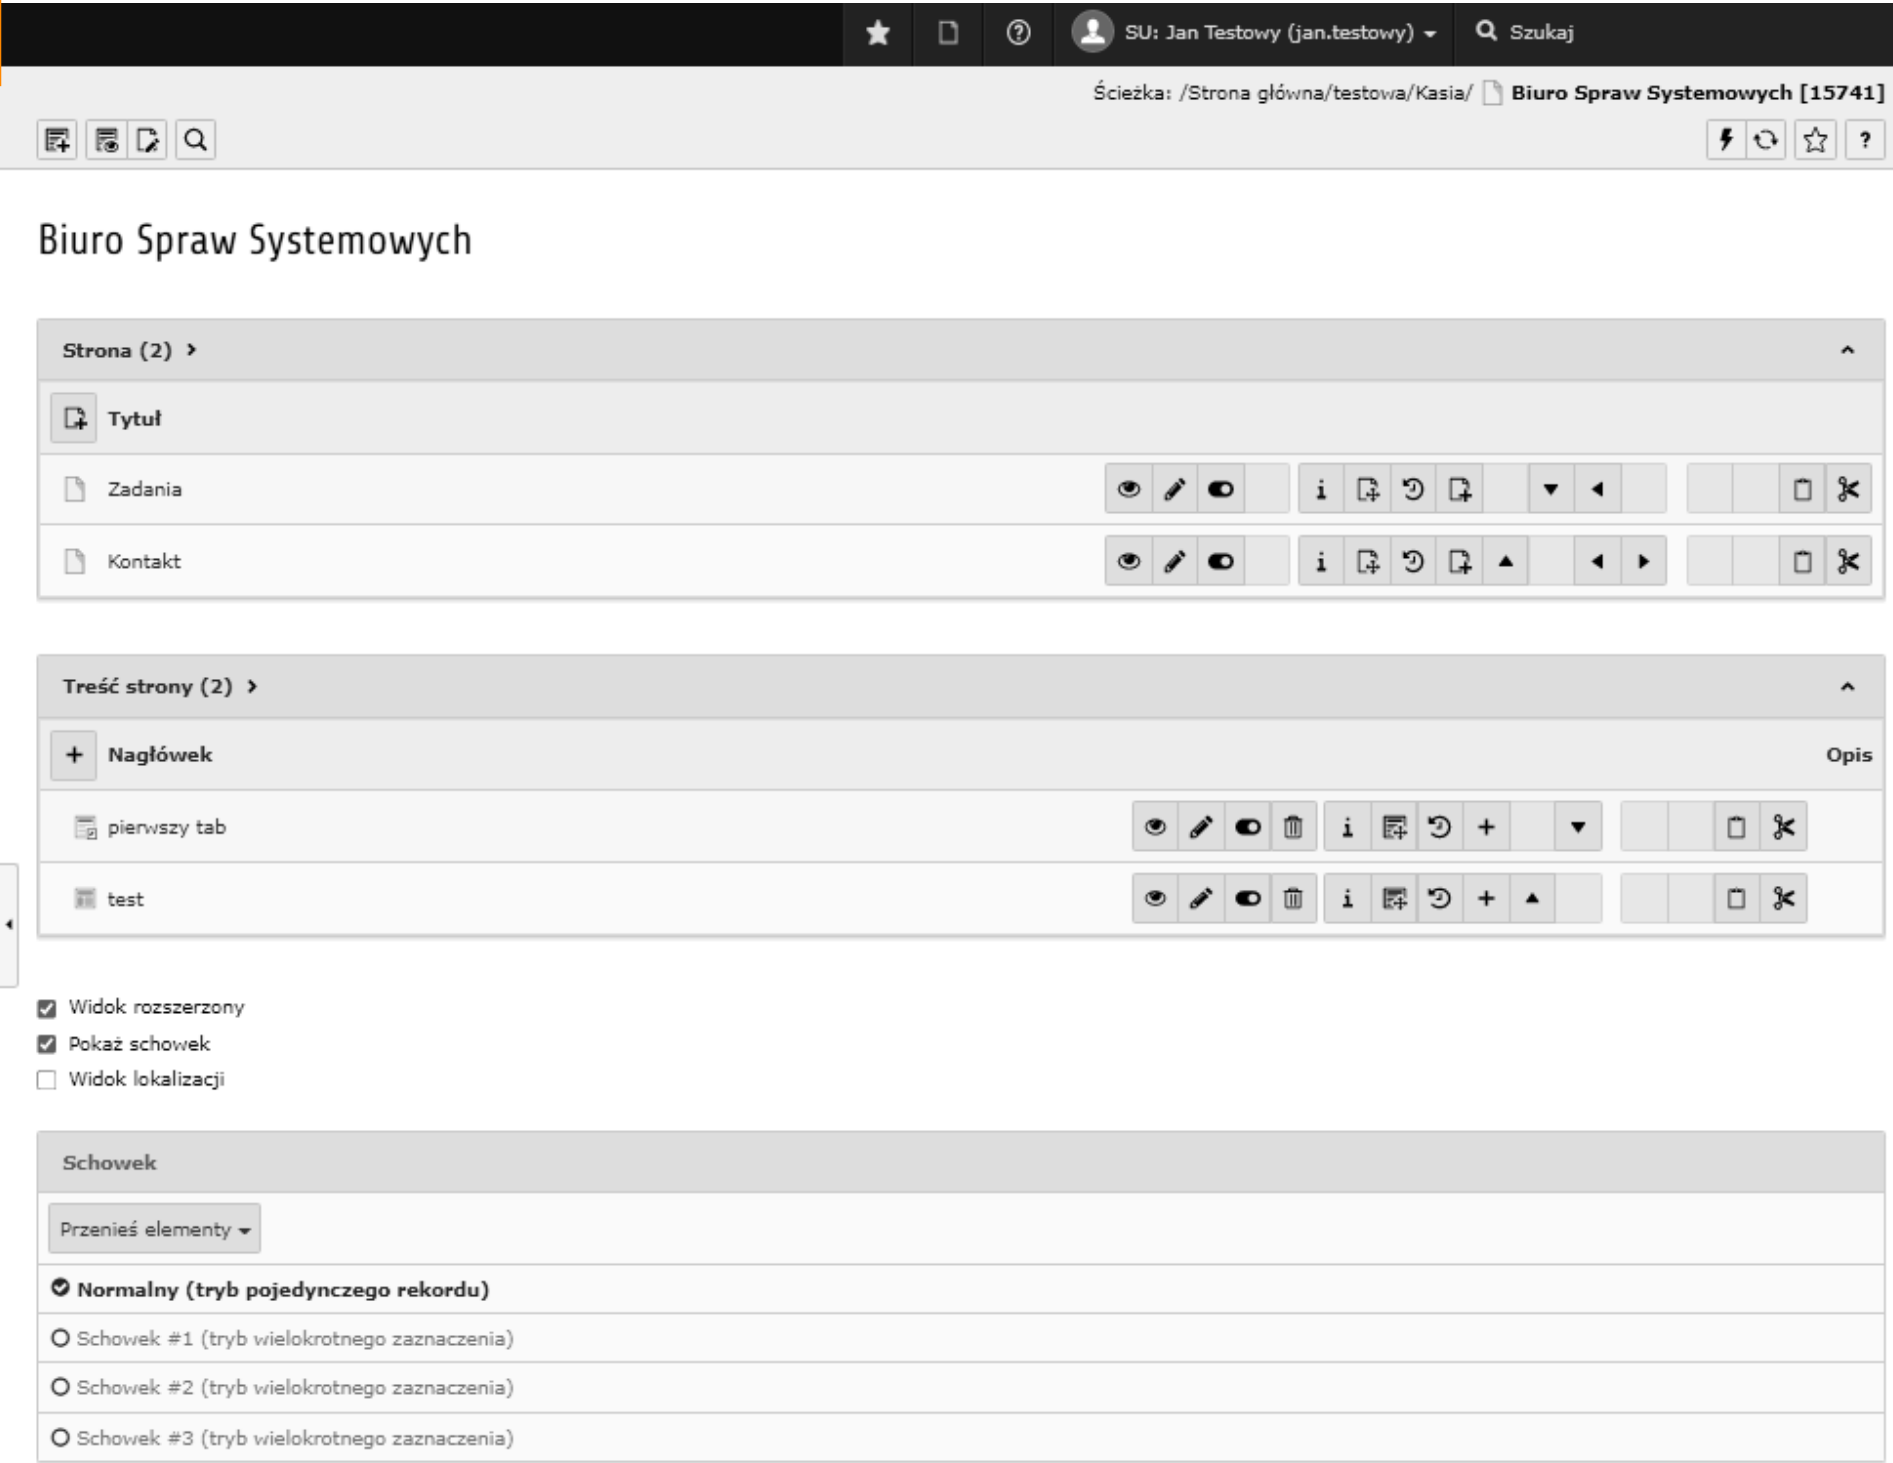 SU: Jan Testowy (jan.testowy) Szukaj
Ścieżka: /Strona główna/testowa/Kasia/ Biuro Spraw Systemowych [15741]
?
Biuro Spraw Systemowych
Strona (2)
Tytuł
Zadania
Kontakt
Treść strony (2)
Nagłówek Opis
pierwszy tab
test
Widok rozszerzony
Pokaż schowek
Widok lokalizacji
Schowek
Przenieś elementy
Normalny (tryb pojedynczego rekordu)
Schowek #1 (tryb wielokrotnego zaznaczenia)
Schowek #2 (tryb wielokrotnego zaznaczenia)
Schowek #3 (tryb wielokrotnego zaznaczenia)